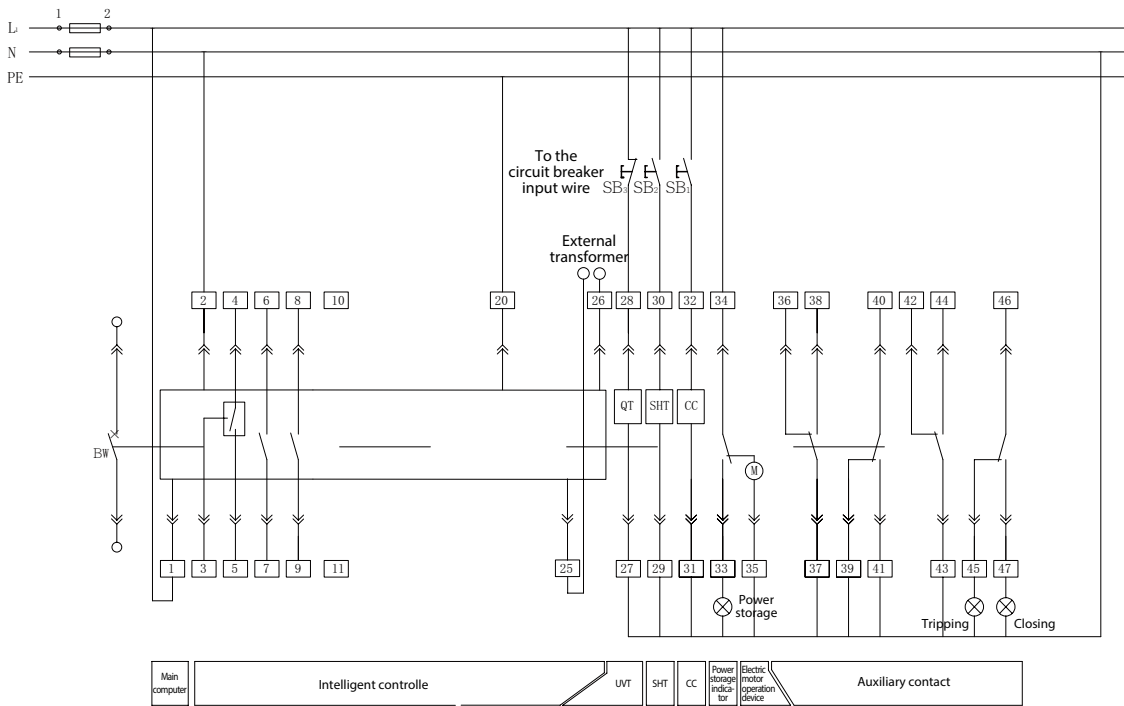 1 2
L₁
N
PE
To the
circuit breaker
input wire
SB₃ SB₂ SB₁
External
transformer
2 4 6 8 10 20 26 28 30 32 34 36 38 40 42 44 46
QT SHT CC
BW
M
1 3 5 7 9 11 25 27 29 31 33 35 37 39 41 43 45 47
Power
storage
Tripping
Closing
Main
computer
Intelligent controlle
UVT
SHT
CC
Power
storage
indica-
tor
Electric
motor
operation
device
Auxiliary contact